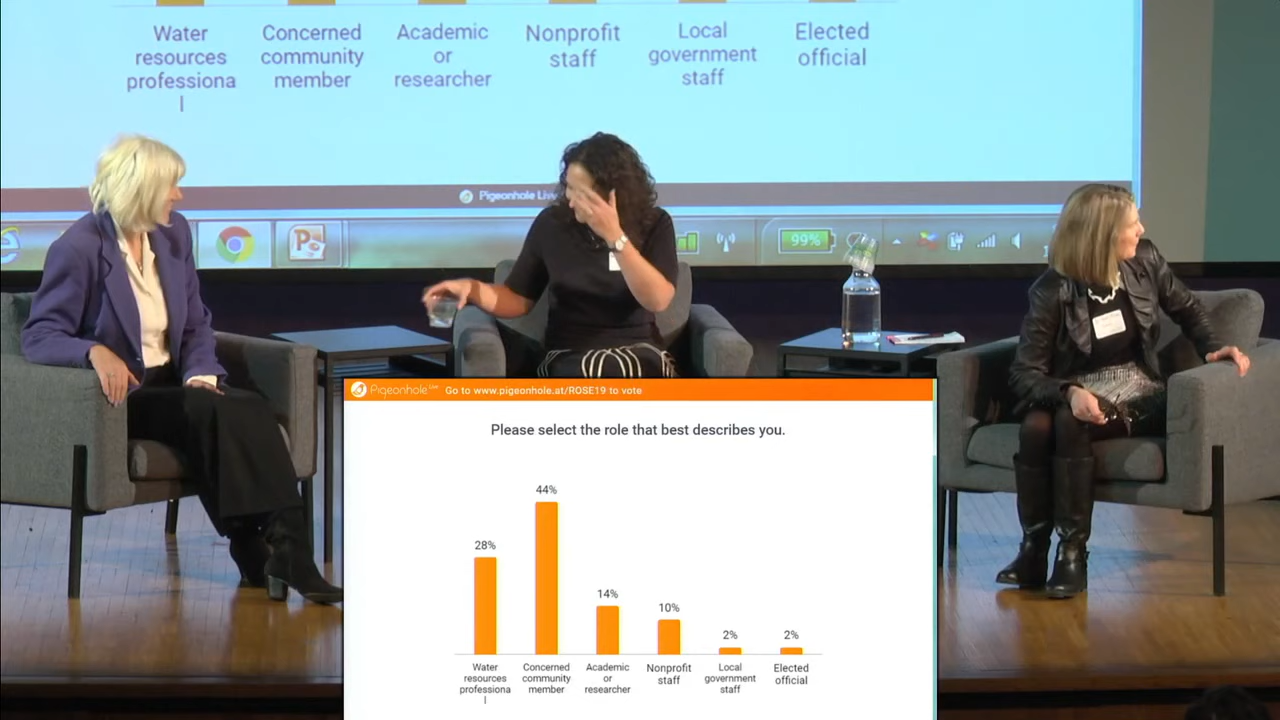 Water
resources
professiona
l
Concerned
community
member
Academic
or
researcher
Nonprofit
staff
Local
government
staff
Elected
official
Pigeonhole Live
99%
Pigeonhole Live
Go to www.pigeonhole.at/ROSE19 to vote
Please select the role that best describes you.
28%
44%
14%
10%
2%
2%
Water
resources
professiona
l
Concerned
community
member
Academic
or
researcher
Nonprofit
staff
Local
government
staff
Elected
official